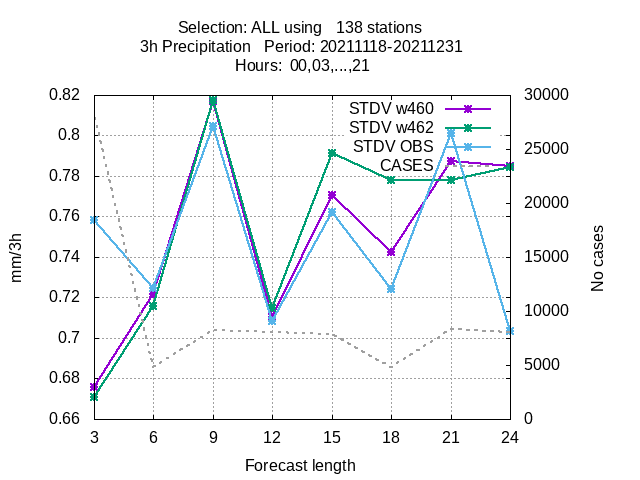 Selection: ALL using   138 stations
3h Precipitation   Period: 20211118-20211231
Hours:  00,03,...,21
STDV w460
STDV w462
STDV OBS
CASES
0.82
0.8
0.78
0.76
0.74
0.72
0.7
0.68
0.66
mm/3h
30000
25000
20000
15000
10000
5000
0
No cases
3 6 9 12 15 18 21 24
Forecast length